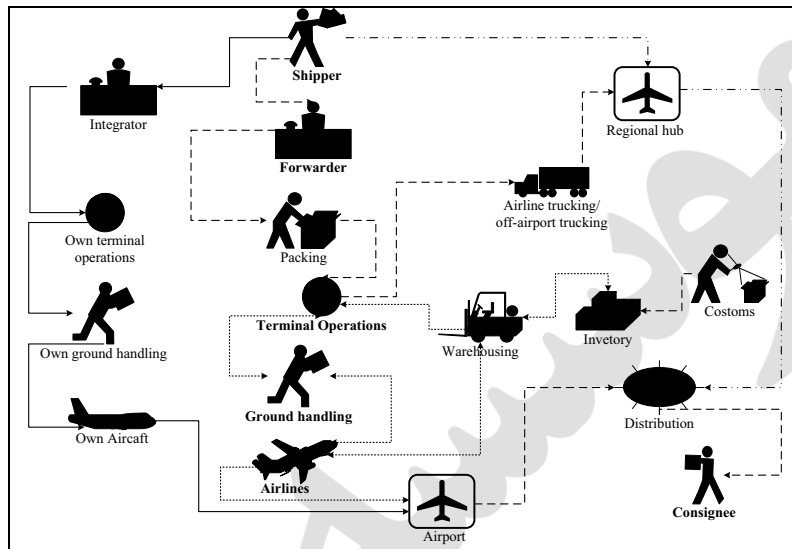 Shipper
Integrator
Regional hub
Forwarder
Airline trucking/
off-airport trucking
Own terminal
operations
Packing
Terminal Operations
Customs
Warehousing
Invetory
Own ground handling
Ground handling
Own Aircaft
Distribution
Airlines
Consignee
Airport